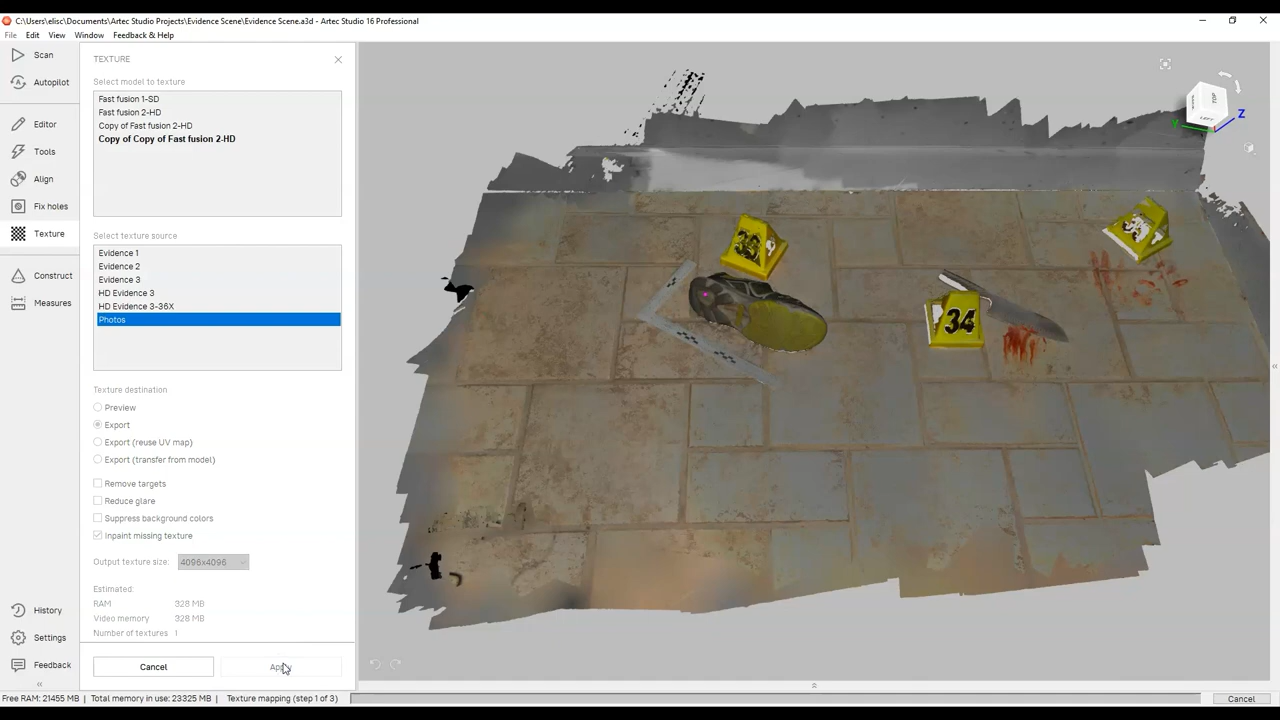 C:\Users\elisc\Documents\Artec Studio Projects\Evidence Scene\Evidence Scene.a3d - Artec Studio 16 Professional
File Edit View Window Feedback & Help
Scan
Autopilot
Editor
Tools
Align
Fix holes
Texture
Construct
Measures
History
Settings
Feedback
TEXTURE
Select model to texture
Fast fusion 1-SD
Fast fusion 2-HD
Copy of Fast fusion 2-HD
Copy of Copy of Fast fusion 2-HD
Select texture source
Evidence 1
Evidence 2
Evidence 3
HD Evidence 3
HD Evidence 3-36X
Photos
Texture destination
Preview
Export
Export (reuse UV map)
Export (transfer from model)
Remove targets
Reduce glare
Suppress background colors
Inpaint missing texture
Output texture size: 4096x4096
Estimated:
RAM 328 MB
Video memory 328 MB
Number of textures 1
Cancel
TOP
LEFT
Y
Z
34
Free RAM: 21455 MB | Total memory in use: 23325 MB | Texture mapping (step 1 of 3)
Cancel